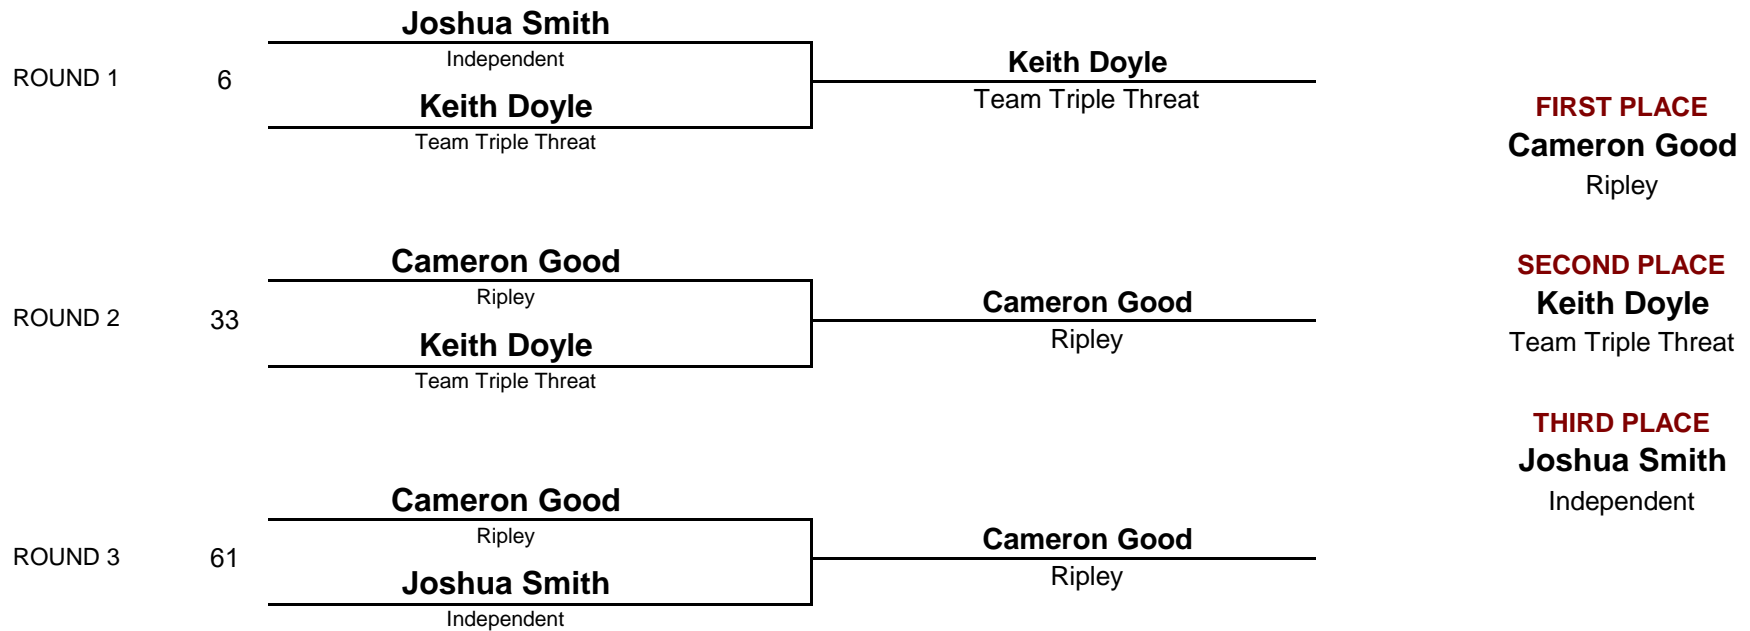 Joshua Smith
Independent
ROUND 1
6
Keith Doyle
Team Triple Threat
Keith Doyle
Team Triple Threat
Cameron Good
Ripley
ROUND 2
33
Keith Doyle
Team Triple Threat
Cameron Good
Ripley
Cameron Good
Ripley
ROUND 3
61
Joshua Smith
Independent
Cameron Good
Ripley
FIRST PLACE
Cameron Good
Ripley
SECOND PLACE
Keith Doyle
Team Triple Threat
THIRD PLACE
Joshua Smith
Independent